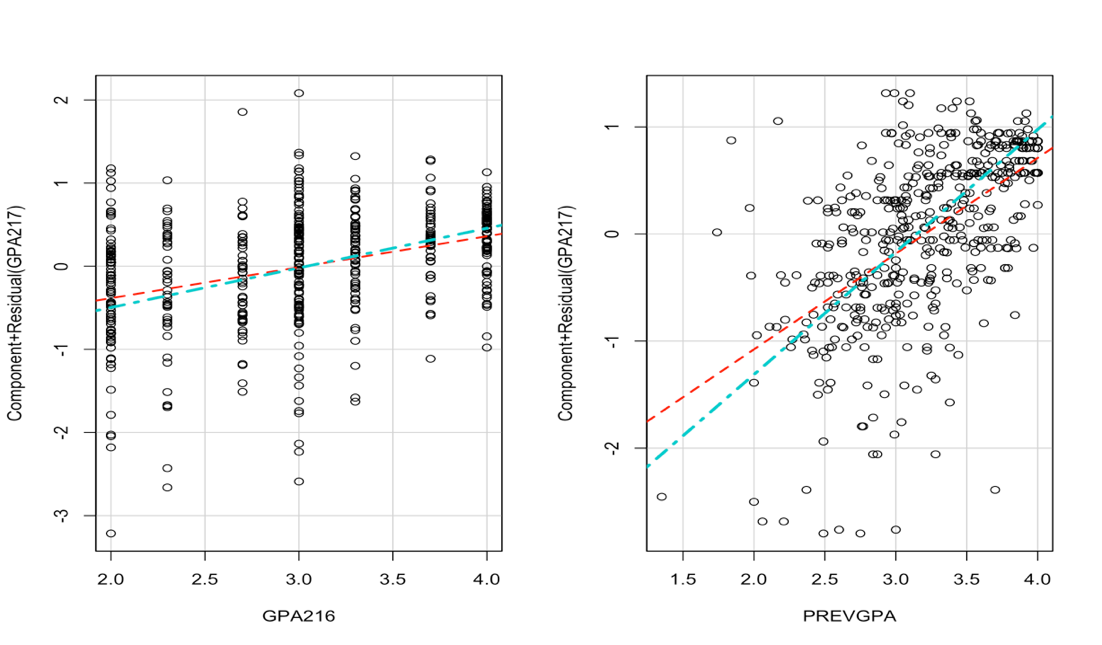 Component+Residual(GPA217)
2
1
0
-1
-2
-3
2.0 2.5 3.0 3.5 4.0
GPA216
Component+Residual(GPA217)
1
0
-1
-2
1.5 2.0 2.5 3.0 3.5 4.0
PREVGPA